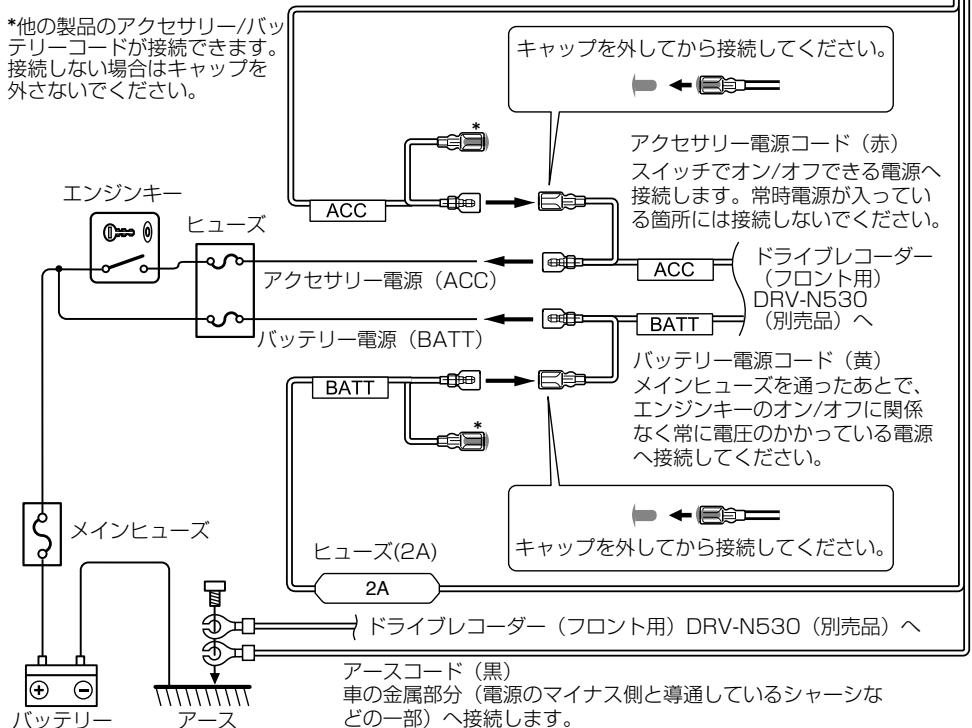 *他の製品のアクセサリー/バッ
テリーコードが接続できます。
接続しない場合はキャップを
外さないでください。
キャップを外してから接続してください。
*
アクセサリー電源コード（赤）
スイッチでオン/オフできる電源へ
接続します。常時電源が入ってい
る箇所には接続しないでください。
エンジンキー
ヒューズ
ACC
アクセサリー電源（ACC）
ACC
ドライブレコーダー
（フロント用）
DRV-N530
（別売品）へ
バッテリー電源（BATT）
BATT
BATT
*
バッテリー電源コード（黄）
メインヒューズを通ったあとで、
エンジンキーのオン/オフに関係
なく常に電圧のかかっている電源
へ接続してください。
キャップを外してから接続してください。
メインヒューズ
ヒューズ(2A)
2A
ドライブレコーダー（フロント用）DRV-N530（別売品）へ
アースコード（黒）
車の金属部分（電源のマイナス側と導通しているシャーシな
どの一部）へ接続します。
⊕ ⊖
バッテリー
アース